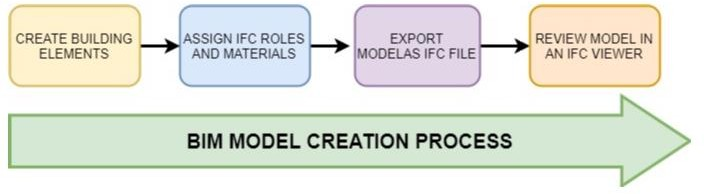 CREATE BUILDING
ELEMENTS
ASSIGN IFC ROLES
AND MATERIALS
EXPORT
MODELAS IFC FILE
REVIEW MODEL IN
AN IFC VIEWER
BIM MODEL CREATION PROCESS